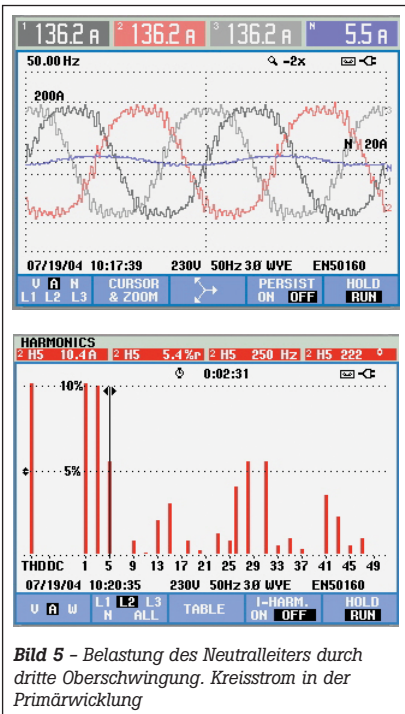 1 136.2 A 2 136.2 A 3 136.2 A N 5.5 A
50.00 Hz -2x
200A
N 20A
07/19/04 10:17:39 230V 50Hz 3Ø WYE EN50160
V A N CURSOR PERSIST HOLD
L1 L2 L3 & ZOOM ON OFF RUN
HARMONICS
2 H5 10.4A 2 H5 5.4%r 2 H5 250 Hz 2 H5 222 °
0:02:31
10%
5%
THDDC 1 5 9 13 17 21 25 29 33 37 41 45 49
07/19/04 10:20:35 230V 50Hz 3Ø WYE EN50160
V A W L1 L2 L3 TABLE I-HARM. HOLD
N ALL ON OFF RUN
Bild 5 – Belastung des Neutralleiters durch
dritte Oberschwingung. Kreisstrom in der
Primärwicklung